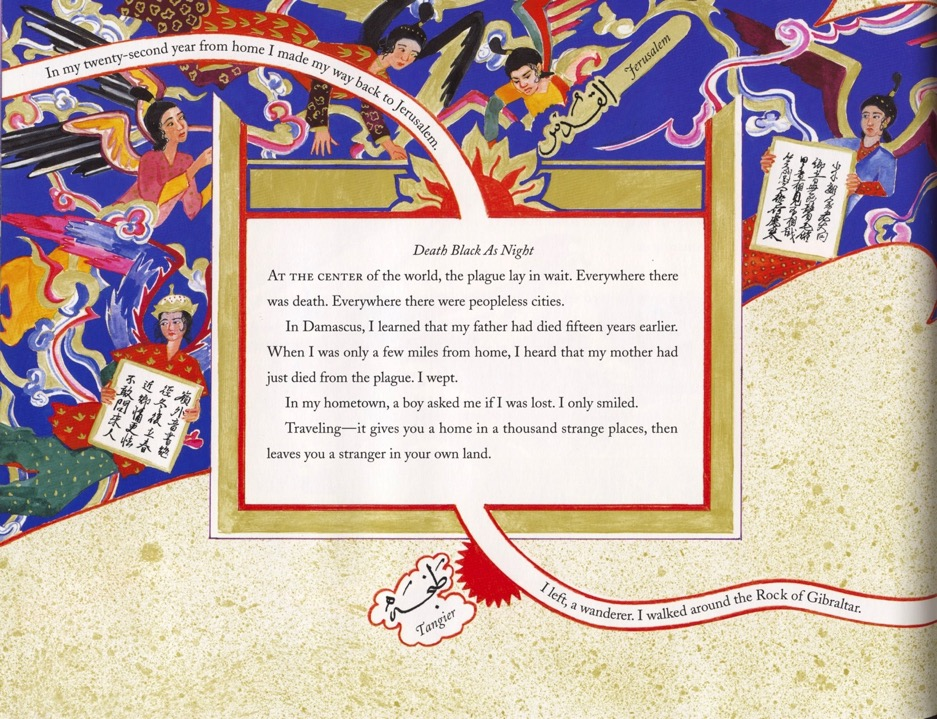 In my twenty-second year from home I made my way back to Jerusalem.
القدس
Jerusalem
少小離家老大回
鄉音無改鬢毛衰
兒童相見不相識
笑問客從何處來
Death Black As Night
AT THE CENTER of the world, the plague lay in wait. Everywhere there
was death. Everywhere there were peopleless cities.
In Damascus, I learned that my father had died fifteen years earlier.
When I was only a few miles from home, I heard that my mother had
just died from the plague. I wept.
In my hometown, a boy asked me if I was lost. I only smiled.
Traveling—it gives you a home in a thousand strange places, then
leaves you a stranger in your own land.
嶺外音書絕
經冬復立春
近鄉情更怯
不敢問來人
طنجة
Tangier
I left, a wanderer. I walked around the Rock of Gibraltar.